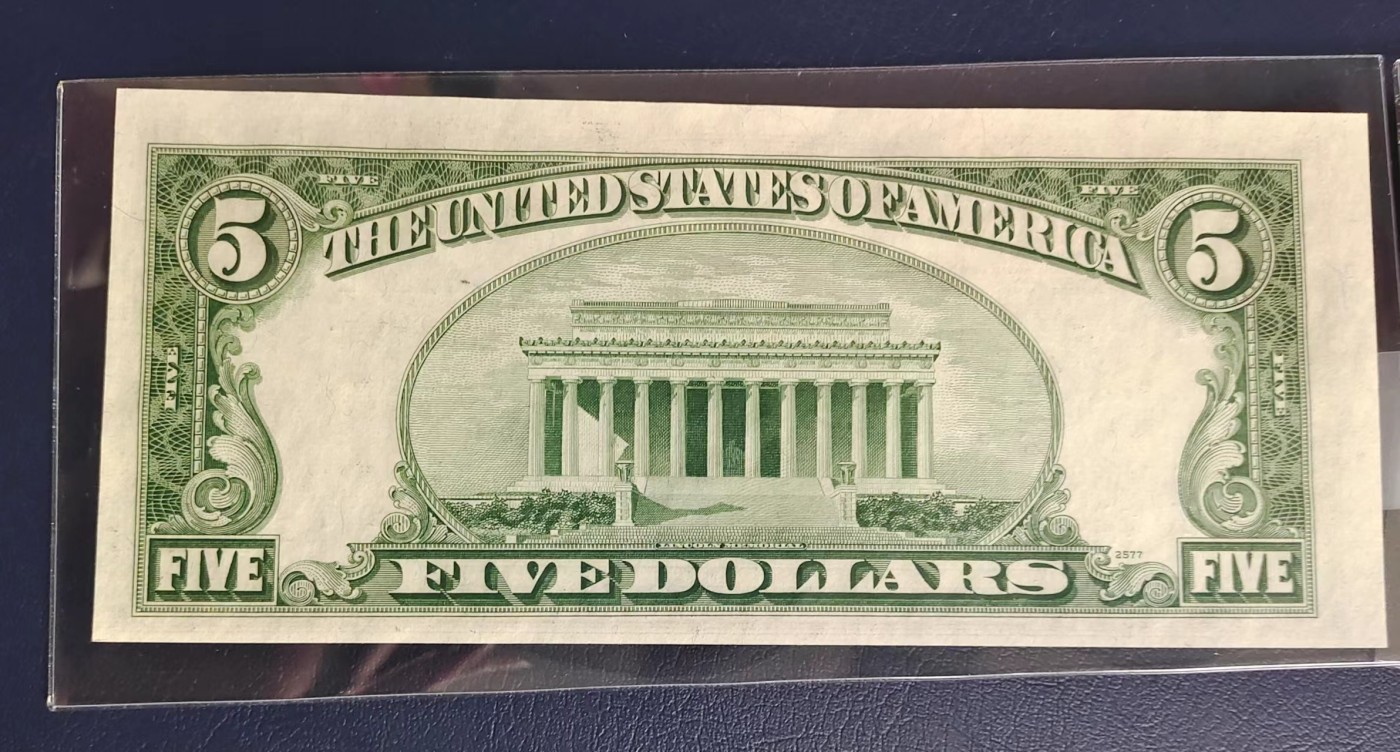 FIVE FIVE
5 THE UNITED STATES OF AMERICA 5
FIVE FIVE
LINCOLN MEMORIAL
2577
FIVE FIVE DOLLARS FIVE